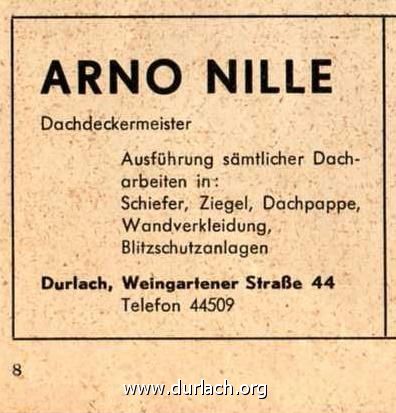 ARNO NILLE
Dachdeckermeister
Ausführung sämtlicher Dach-
arbeiten in:
Schiefer, Ziegel, Dachpappe,
Wandverkleidung,
Blitzschutzanlagen
Durlach, Weingartener Straße 44
Telefon 44509
8
www.durlach.org